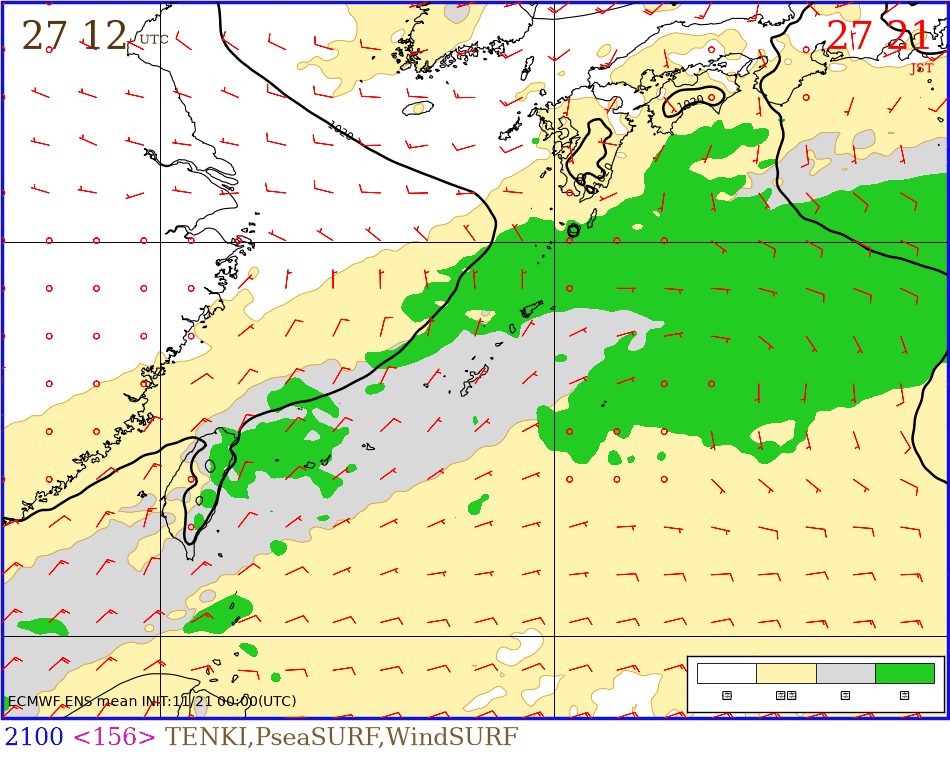 27 12 UTC
27 21
JST
1020
1020
ECMWF ENS mean INIT:11/21 00:00(UTC)
2100 <156> TENKI,PseaSURF,WindSURF